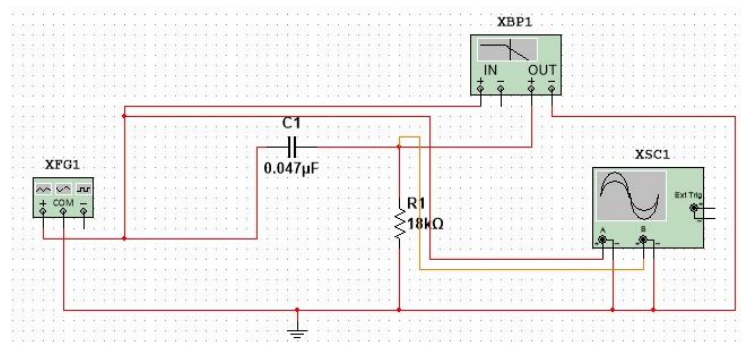 XBP1
IN OUT
+ - + -
C1
0.047µF
XFG1
+ COM -
XSC1
Ext Trig
+
-
A B
+ - + -
R1
18kΩ